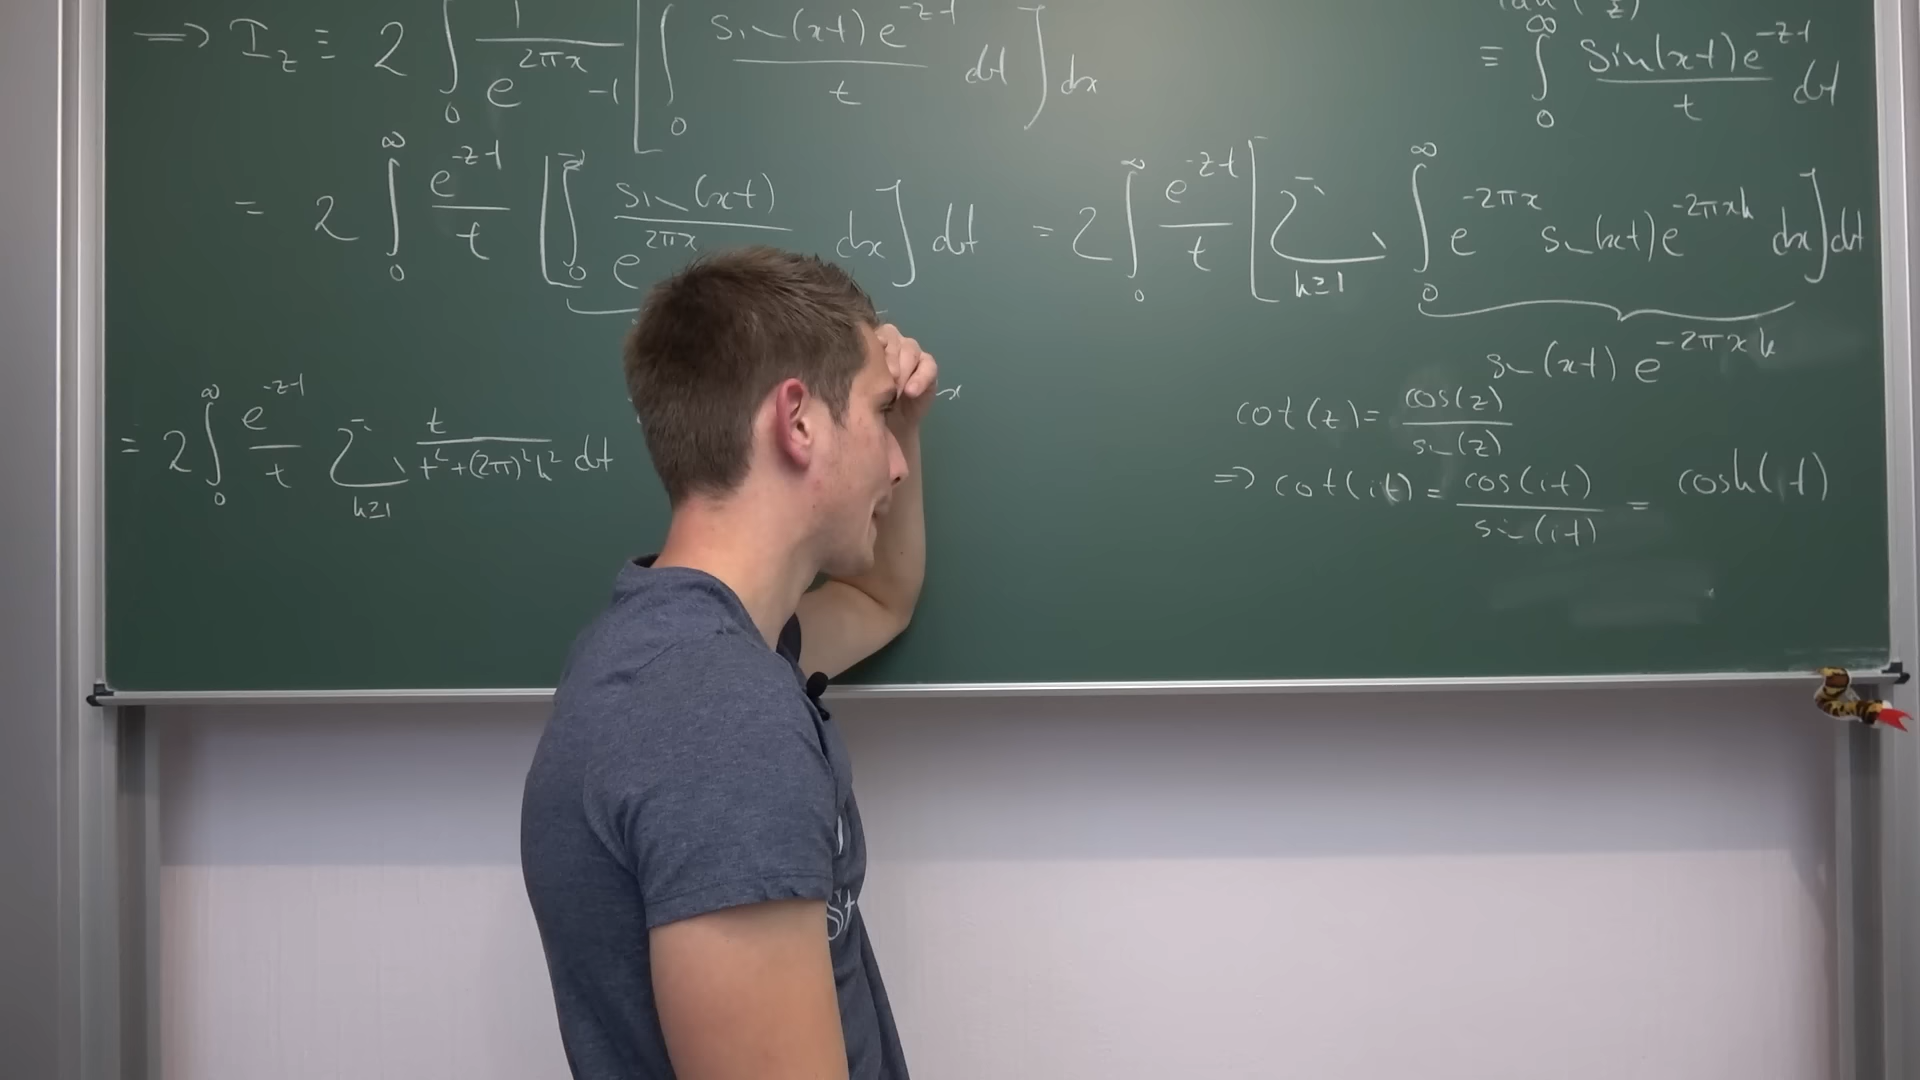 ⟹ I_z ≡ 2 ∫_0 1/(e^{2πx} -1) [ ∫_0 sin(xt) e^{-zt} / t dt ] dx
≡ ∫_0^∞ sin(xt) e^{-zt} / t dt
= 2 ∫_0^∞ e^{-zt} / t [ ∫_0^∞ sin(xt) / e^{2πx} dx ] dt = 2 ∫_0^∞ e^{-zt} / t [ Σ_{k≥1} ∫_0^∞ e^{-2πx} sin(xt) e^{-2πxk} dx ] dt
sin(xt) e^{-2πxk}
= 2 ∫_0^∞ e^{-zt} / t Σ_{k≥1} t / (t² + (2π)² k²) dt
cot(z) = cos(z) / sin(z)
⟹ cot(it) = cos(it) / sin(it) = cosh(t)